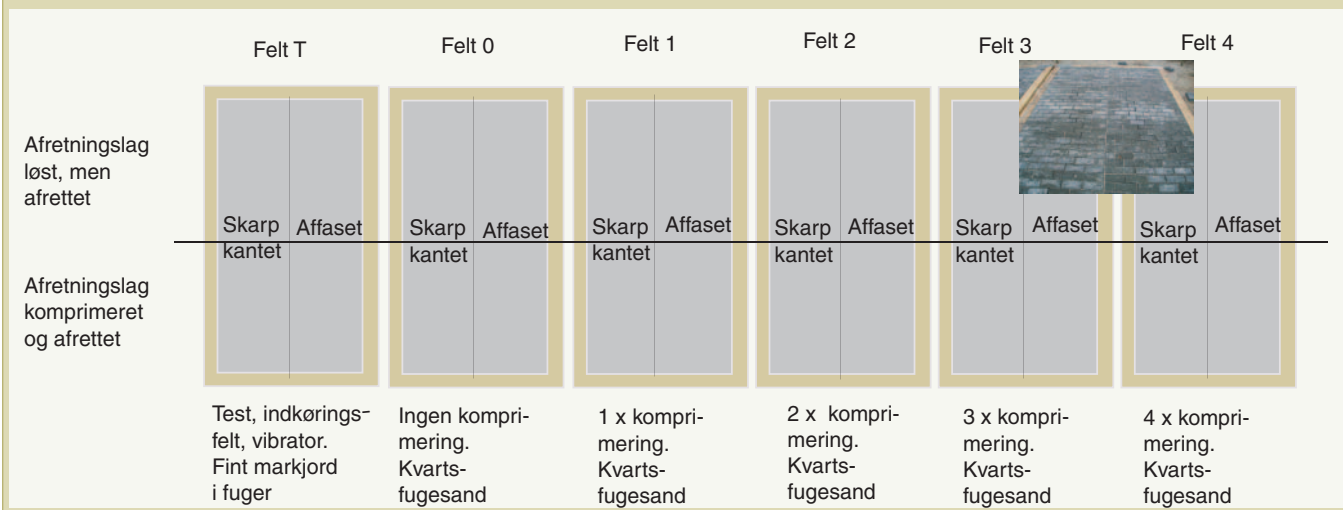 Felt T
Felt 0
Felt 1
Felt 2
Felt 3
Felt 4
Afretningslag
løst, men
afrettet
Skarp
kantet
Affaset
Skarp
kantet
Affaset
Skarp
kantet
Affaset
Skarp
kantet
Affaset
Skarp
kantet
Affaset
Skarp
kantet
Affaset
Afretningslag
komprimeret
og afrettet
Test, indkørings-
felt, vibrator.
Fint markjord
i fuger
Ingen kompri-
mering.
Kvarts-
fugesand
1 x kompri-
mering.
Kvarts-
fugesand
2 x kompri-
mering.
Kvarts-
fugesand
3 x kompri-
mering.
Kvarts-
fugesand
4 x kompri-
mering.
Kvarts-
fugesand